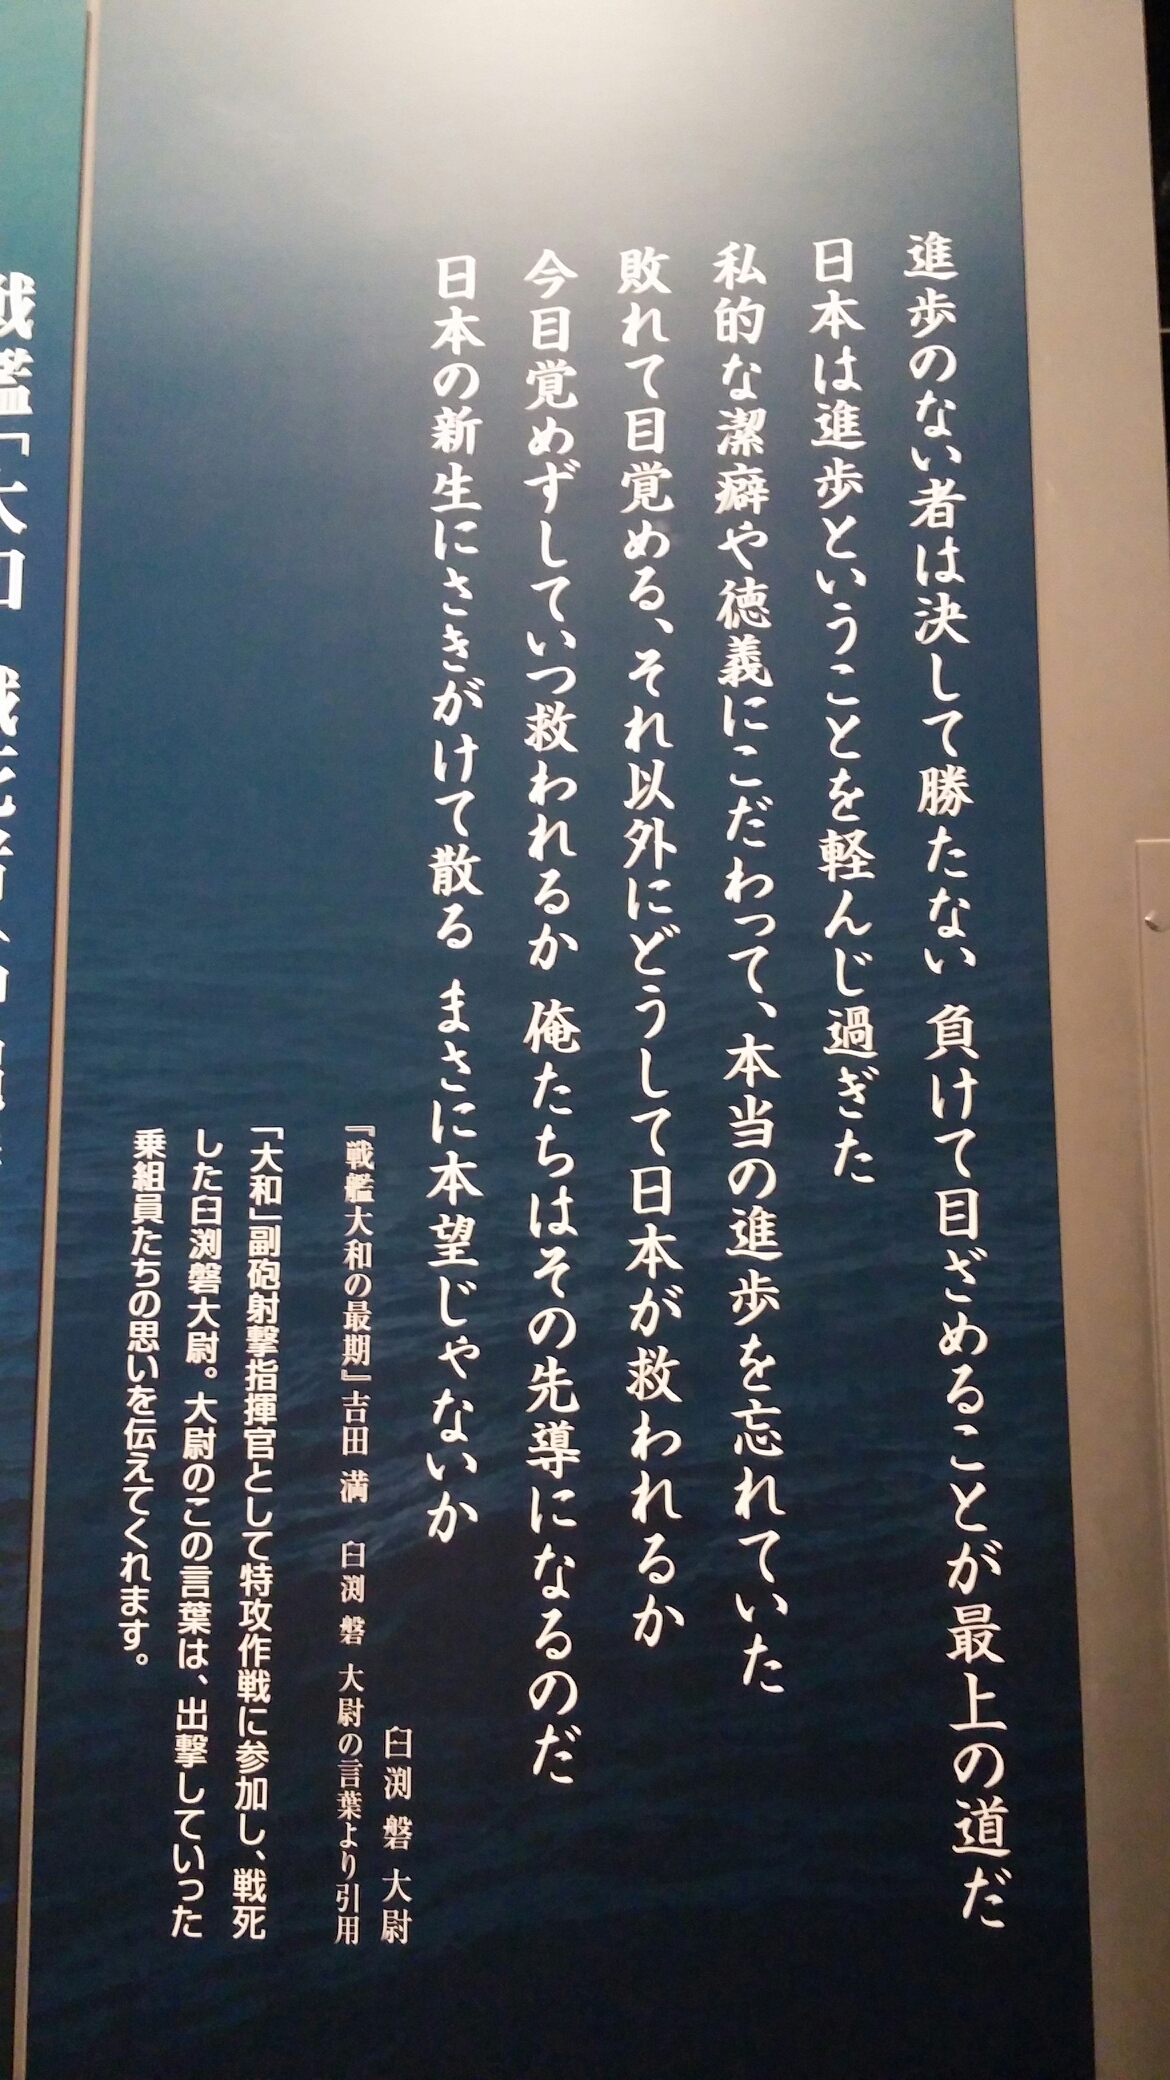 進歩のない者は決して勝たない 負けて目ざめることが最上の道だ
日本は進歩ということを軽んじ過ぎた
私的な潔癖や徳義にこだわって、本当の進歩を忘れていた
敗れて目覚める、それ以外にどうして日本が救われるか
今目覚めずしていつ救われるか 俺たちはその先導になるのだ
日本の新生にさきがけて散る まさに本望じゃないか
臼渕 磐 大尉
『戦艦大和の最期』吉田 満 臼渕 磐 大尉の言葉より引用
「大和」副砲射撃指揮官として特攻作戦に参加し、戦死
した臼渕磐大尉。大尉のこの言葉は、出撃していった
乗組員たちの思いを伝えてくれます。
戦艦「大和